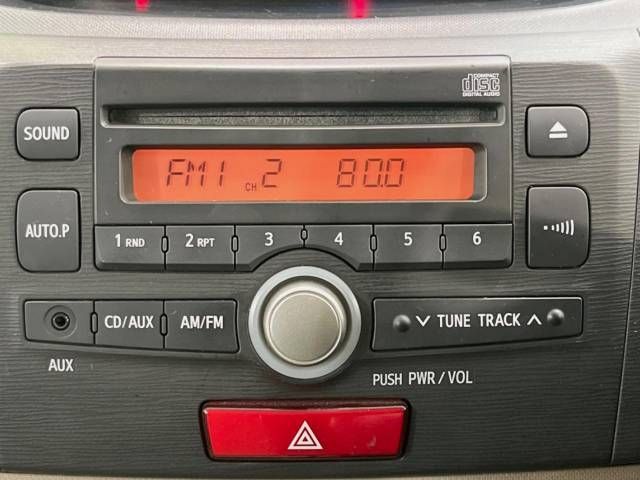 COMPACT
disc
DIGITAL AUDIO
SOUND
FM1 CH 2 80.0
AUTO.P
1 RND 2 RPT 3 4 5 6
CD/AUX AM/FM TUNE TRACK
AUX
PUSH PWR/VOL